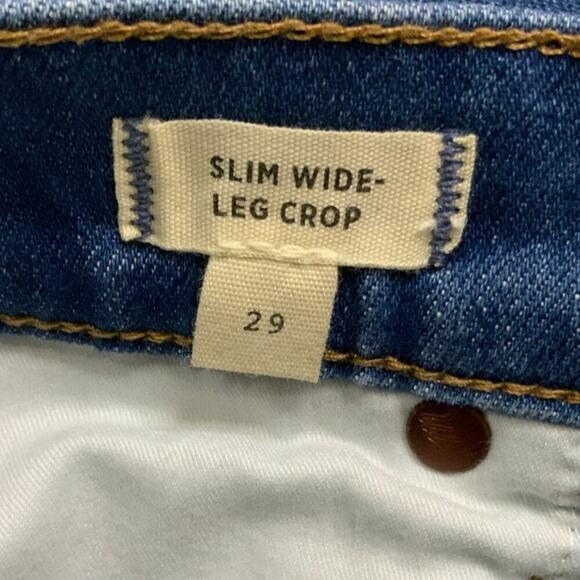 SLIM WIDE-
LEG CROP
29